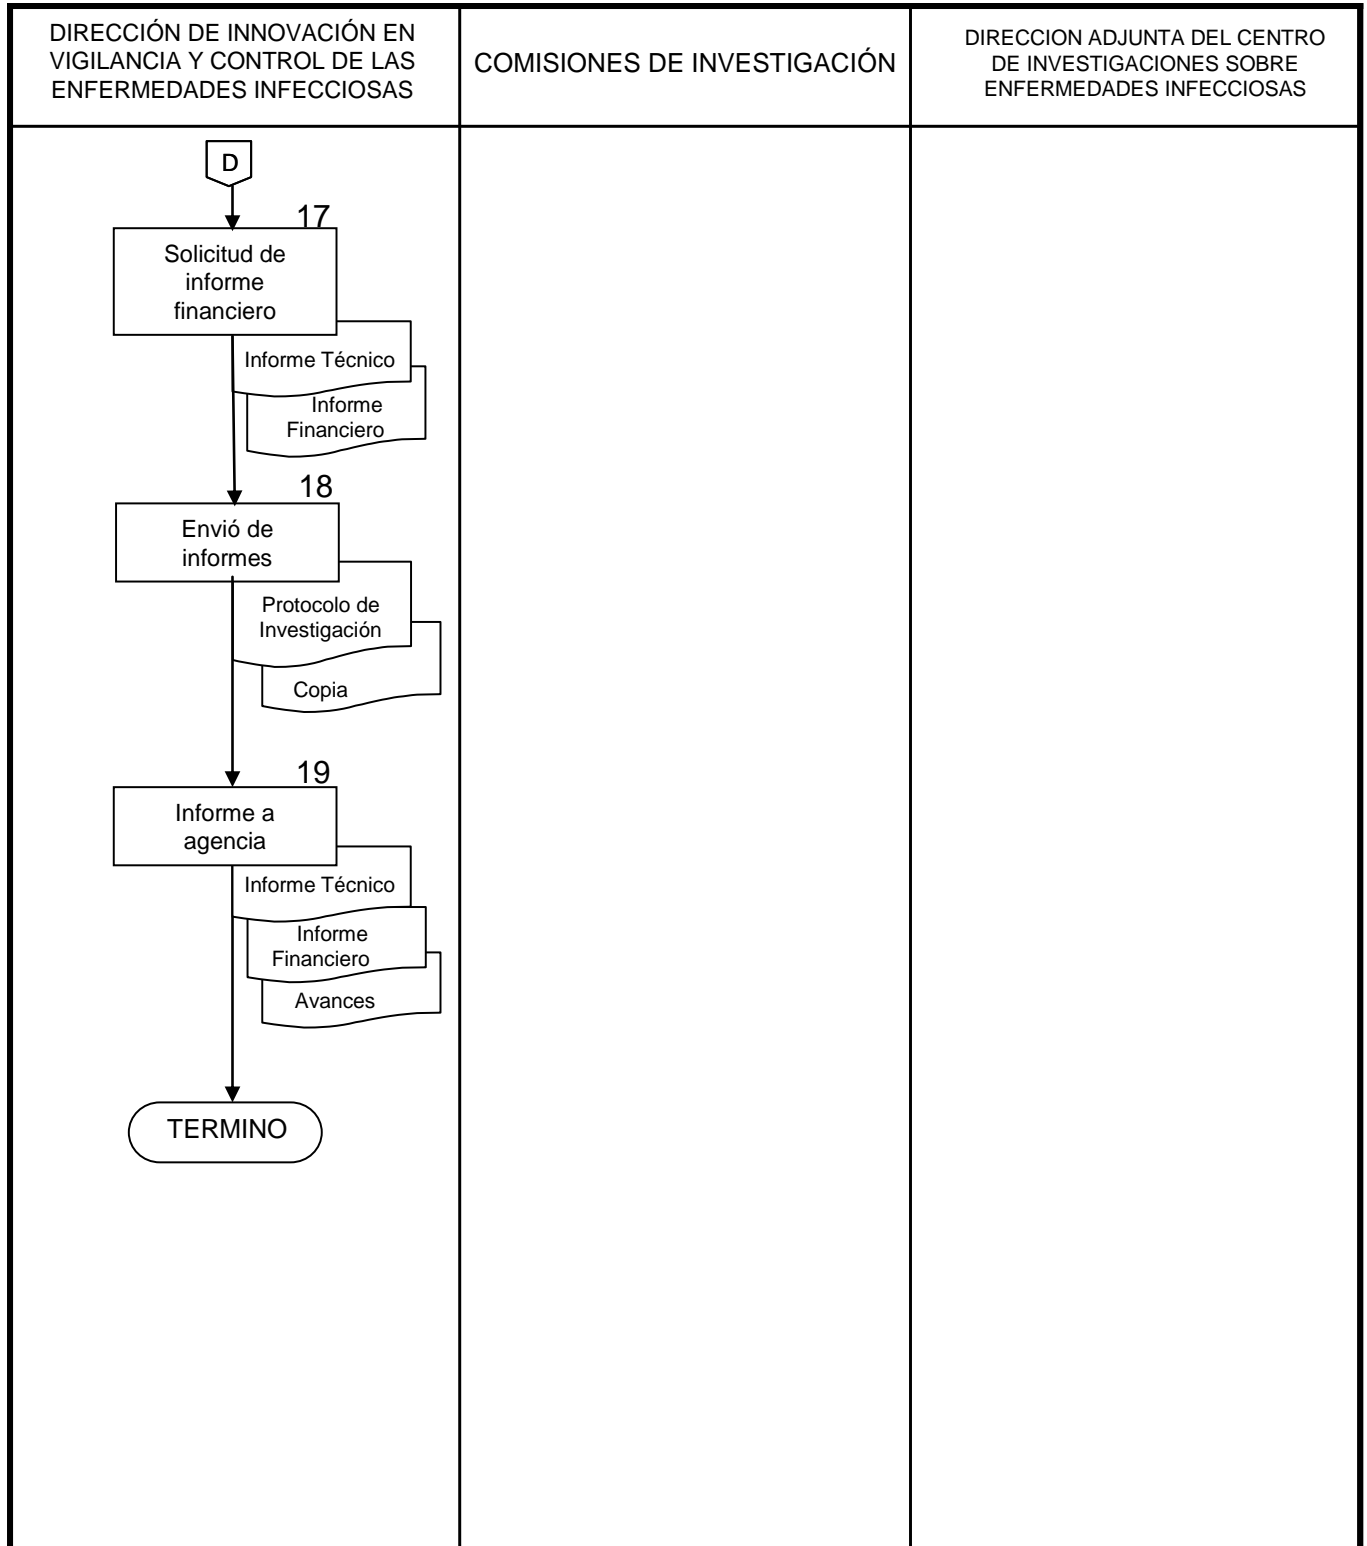 DIRECCIÓN DE INNOVACIÓN EN
VIGILANCIA Y CONTROL DE LAS
ENFERMEDADES INFECCIOSAS
COMISIONES DE INVESTIGACIÓN
DIRECCION ADJUNTA DEL CENTRO
DE INVESTIGACIONES SOBRE
ENFERMEDADES INFECCIOSAS
D
17
Solicitud de
informe
financiero
Informe Técnico
Informe
Financiero
18
Envió de
informes
Protocolo de
Investigación
Copia
19
Informe a
agencia
Informe Técnico
Informe
Financiero
Avances
TERMINO